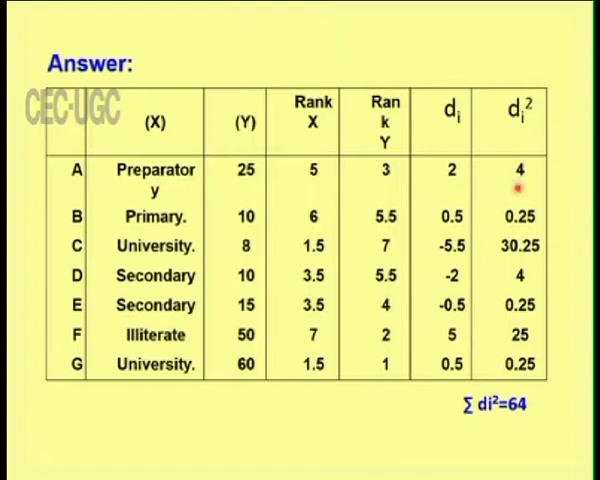 Answer:
CEC-UGC
(X) (Y) Rank X Ran k Y di di²
A Preparator y 25 5 3 2 4
B Primary. 10 6 5.5 0.5 0.25
C University. 8 1.5 7 -5.5 30.25
D Secondary 10 3.5 5.5 -2 4
E Secondary 15 3.5 4 -0.5 0.25
F Illiterate 50 7 2 5 25
G University. 60 1.5 1 0.5 0.25
∑ di²=64